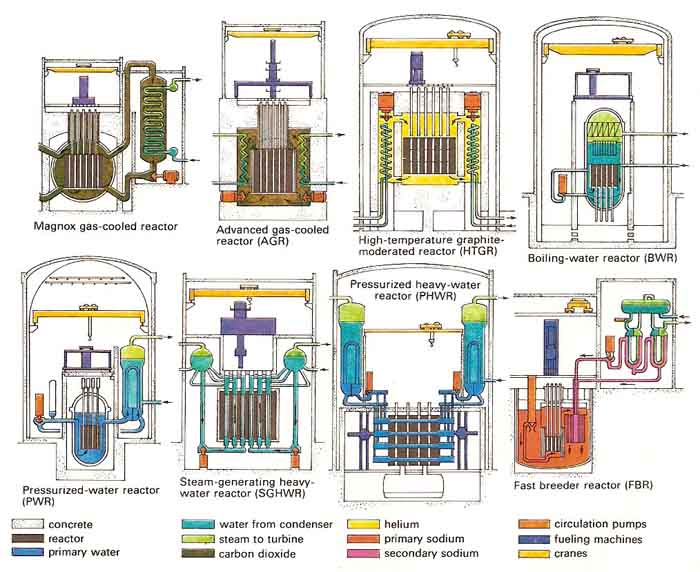 Magnox gas-cooled reactor
Advanced gas-cooled
reactor (AGR)
High-temperature graphite-
moderated reactor (HTGR)
Boiling-water reactor (BWR)
Pressurized-water reactor
(PWR)
Steam-generating heavy-
water reactor (SGHWR)
Pressurized heavy-water
reactor (PHWR)
Fast breeder reactor (FBR)
concrete
reactor
primary water
water from condenser
steam to turbine
carbon dioxide
helium
primary sodium
secondary sodium
circulation pumps
fueling machines
cranes